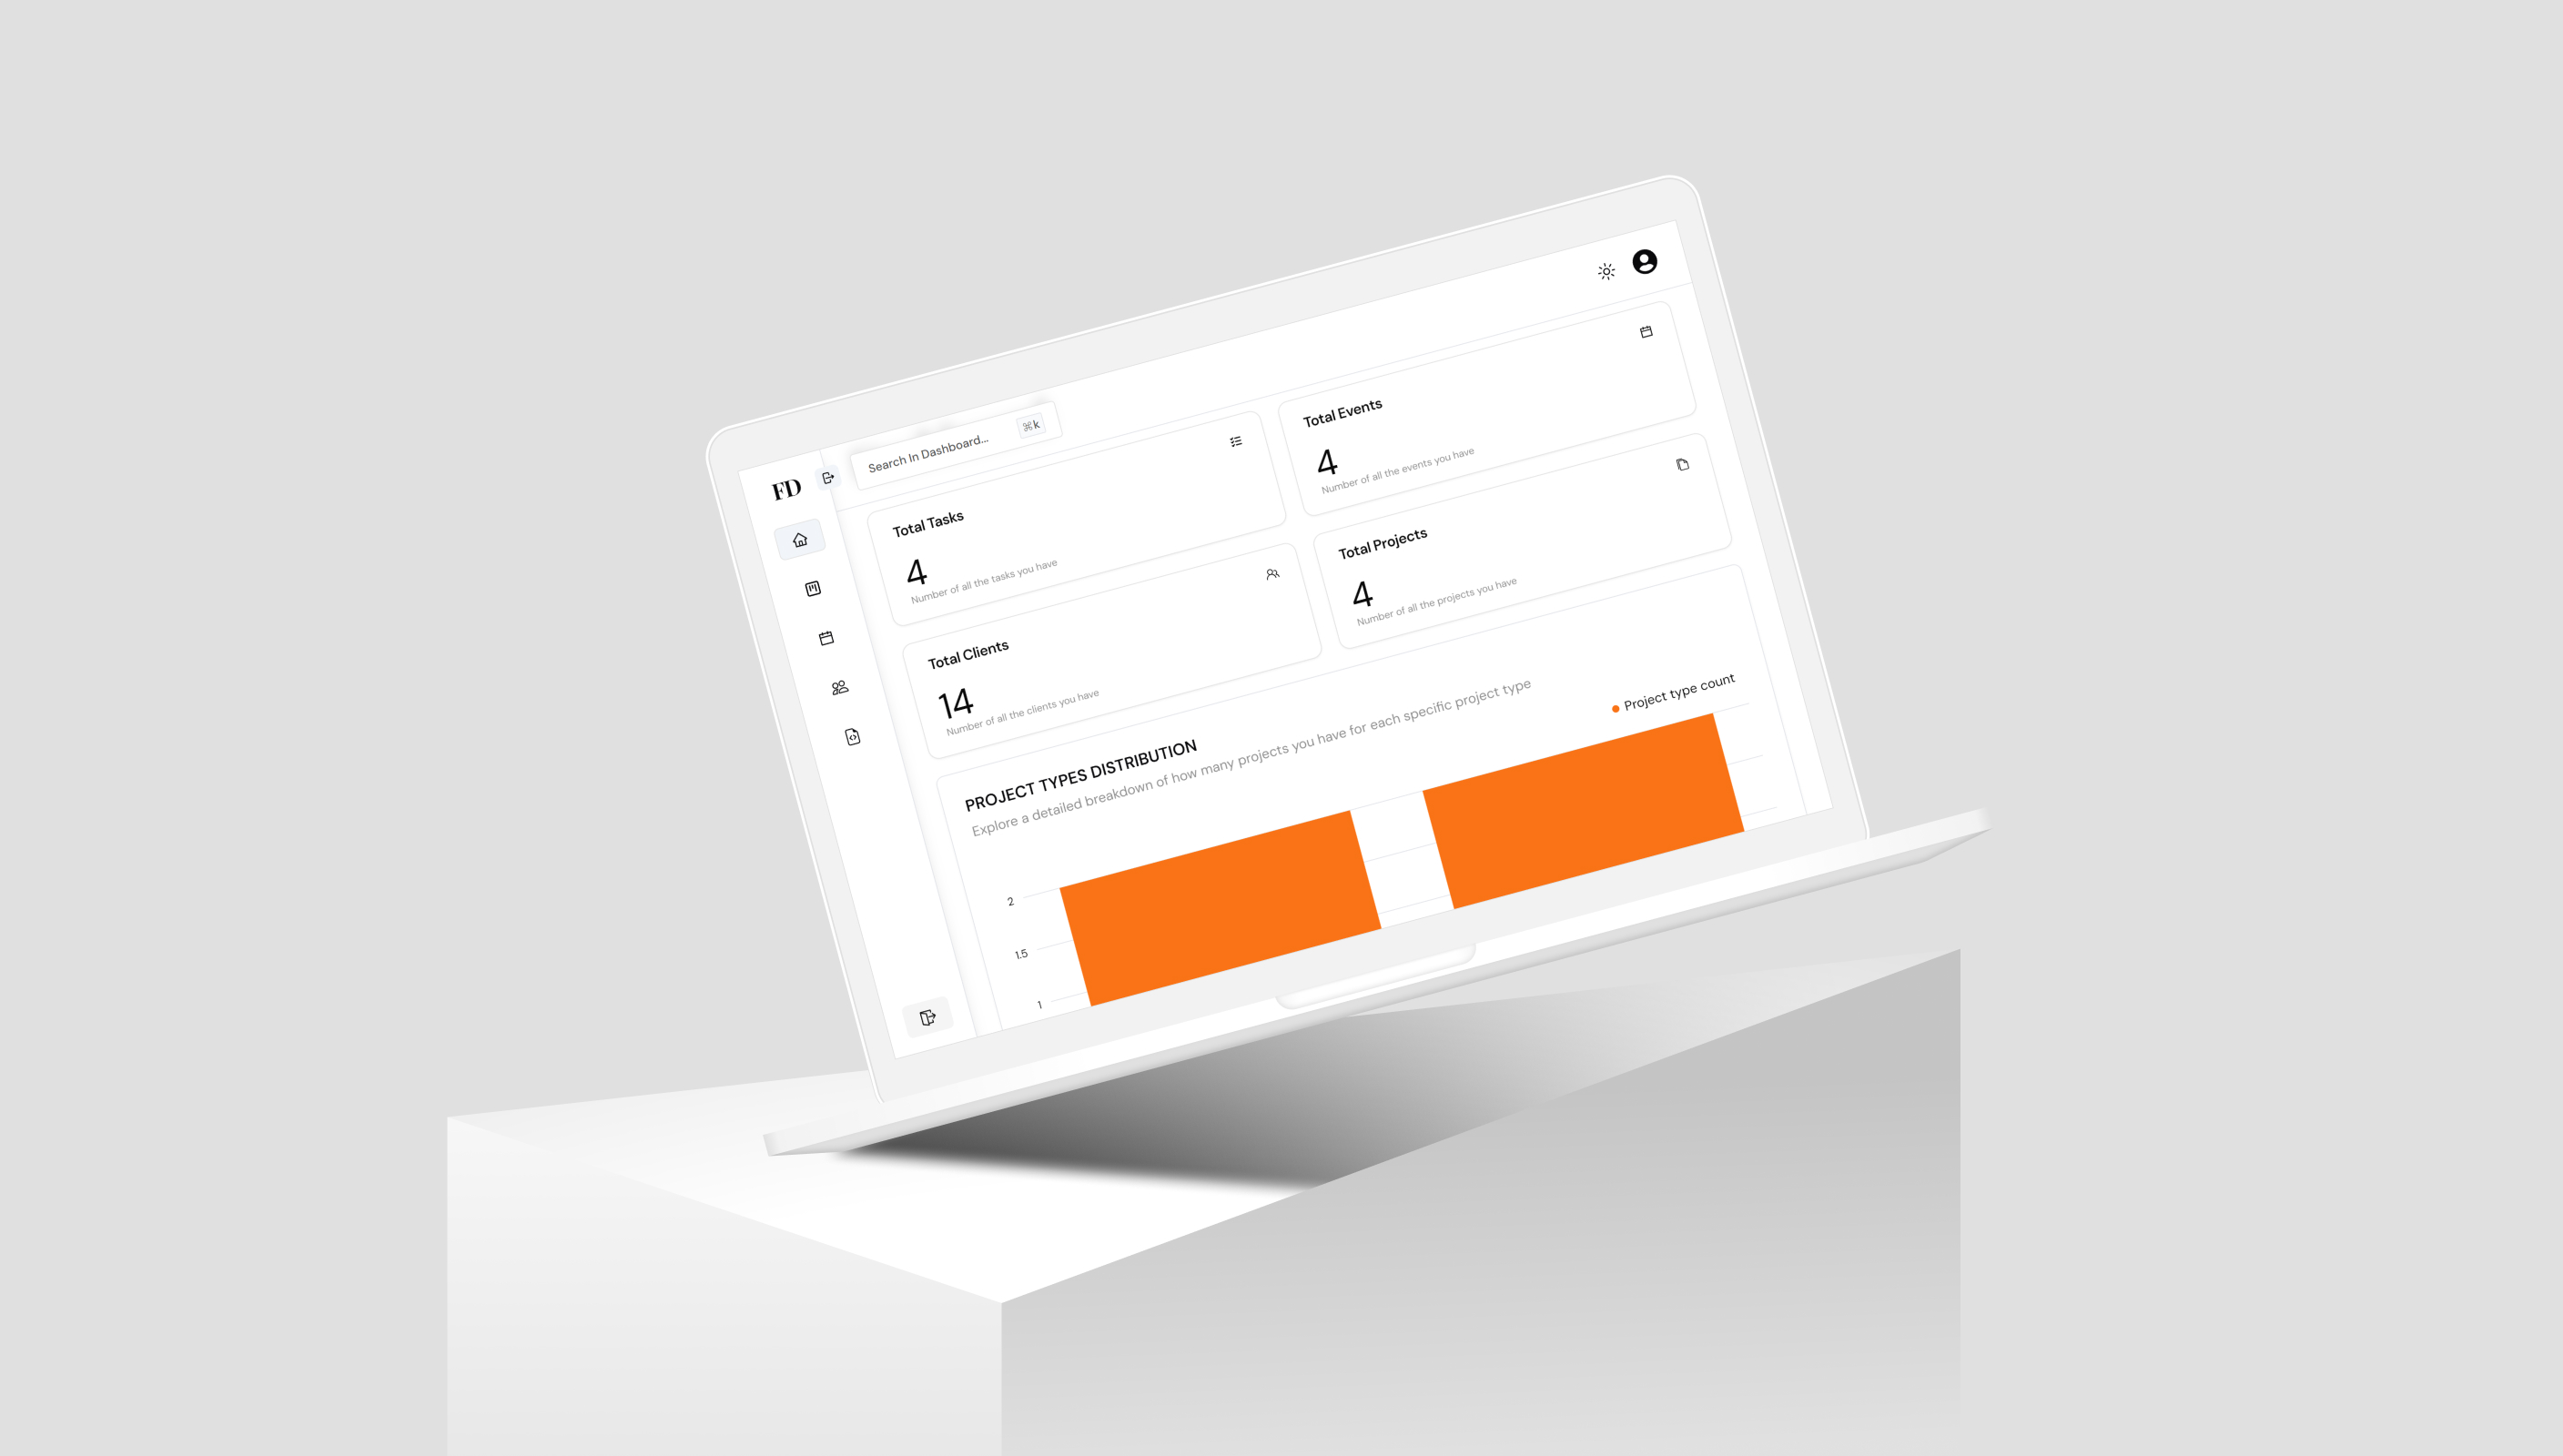 FD
Search In Dashboard...
⌘k
Total Tasks
4
Number of all the tasks you have
Total Events
4
Number of all the events you have
Total Clients
14
Number of all the clients you have
Total Projects
4
Number of all the projects you have
PROJECT TYPES DISTRIBUTION
Explore a detailed breakdown of how many projects you have for each specific project type
Project type count
2
1.5
1